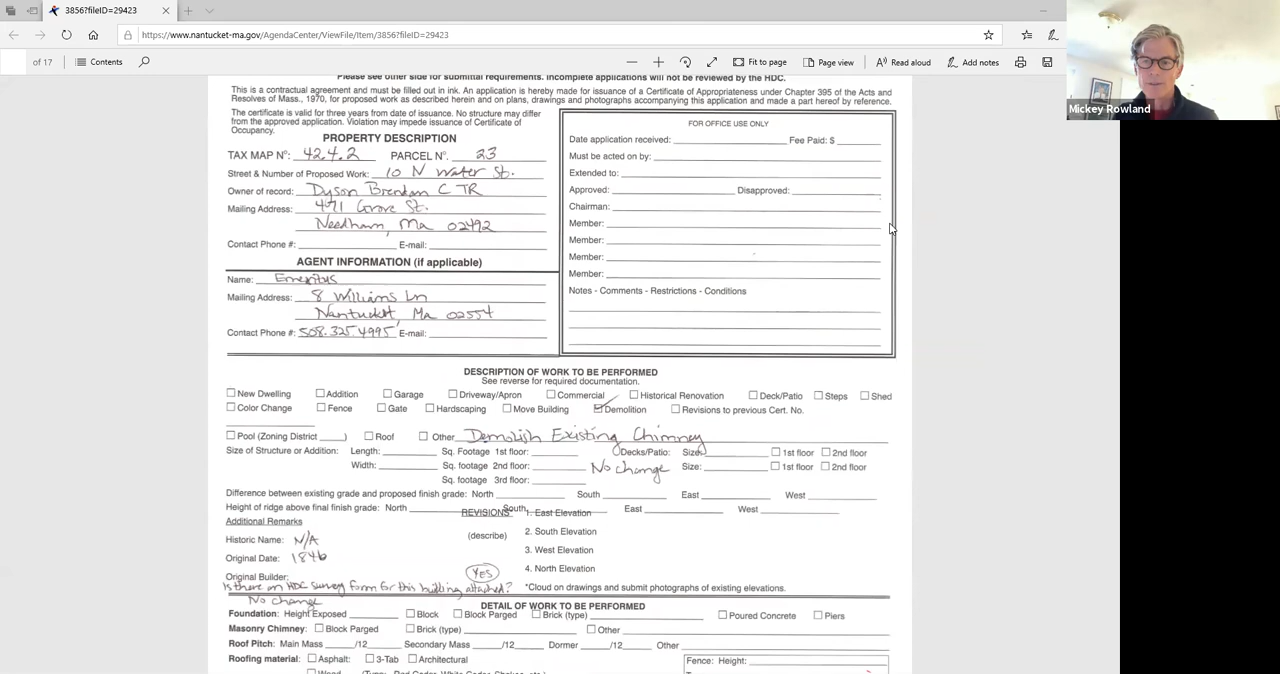 3856?fileID=29423
https://www.nantucket-ma.gov/AgendaCenter/ViewFile/Item/3856?fileID=29423
of 17
Contents
Fit to page
Page view
Read aloud
Add notes
Mickey Rowland
Please see other side for submittal requirements. Incomplete applications will not be reviewed by the HDC.
This is a contractual agreement and must be filled out in ink. An application is hereby made for issuance of a Certificate of Appropriateness under Chapter 395 of the Acts and
Resolves of Mass., 1970, for proposed work as described herein and on plans, drawings and photographs accompanying this application and made a part hereof by reference.
The certificate is valid for three years from date of issuance. No structure may differ
from the approved application. Violation may impede issuance of Certificate of
Occupancy.
PROPERTY DESCRIPTION
TAX MAP N°: 42.4.2 PARCEL N°. 23
Street & Number of Proposed Work: 10 N Water St.
Owner of record: Dyson Brendan C TR
Mailing Address: 471 Grove St.
Needham, Ma 02492
Contact Phone #: E-mail:
AGENT INFORMATION (if applicable)
Name: Emeritus
Mailing Address: 8 Williams Ln
Nantucket, Ma 02554
Contact Phone #: 508.325.4995 E-mail:
FOR OFFICE USE ONLY
Date application received: Fee Paid: $
Must be acted on by:
Extended to:
Approved: Disapproved:
Chairman:
Member:
Member:
Member:
Member:
Notes - Comments - Restrictions - Conditions
DESCRIPTION OF WORK TO BE PERFORMED
See reverse for required documentation.
New Dwelling Addition Garage Driveway/Apron Commercial Historical Renovation Deck/Patio Steps Shed
Color Change Fence Gate Hardscaping Move Building Demolition Revisions to previous Cert. No.
Pool (Zoning District ) Roof Other Demolish Existing Chimney
Size of Structure or Addition: Length: Sq. Footage 1st floor: Decks/Patio: Size: 1st floor 2nd floor
Width: Sq. footage 2nd floor: No change Size: 1st floor 2nd floor
Sq. footage 3rd floor:
Difference between existing grade and proposed finish grade: North South East West
Height of ridge above final finish grade: North South East West
Additional Remarks
REVISIONS* 1. East Elevation
(describe) 2. South Elevation
Historic Name: N/A
3. West Elevation
Original Date: 1846
4. North Elevation
Original Builder:
Is there an HDC survey form for this building attached? YES
*Cloud on drawings and submit photographs of existing elevations.
No change
DETAIL OF WORK TO BE PERFORMED
Foundation: Height Exposed Block Block Parged Brick (type) Poured Concrete Piers
Masonry Chimney: Block Parged Brick (type) Other
Roof Pitch: Main Mass /12 Secondary Mass /12 Dormer /12 Other
Roofing material: Asphalt: 3-Tab Architectural
Fence: Height: